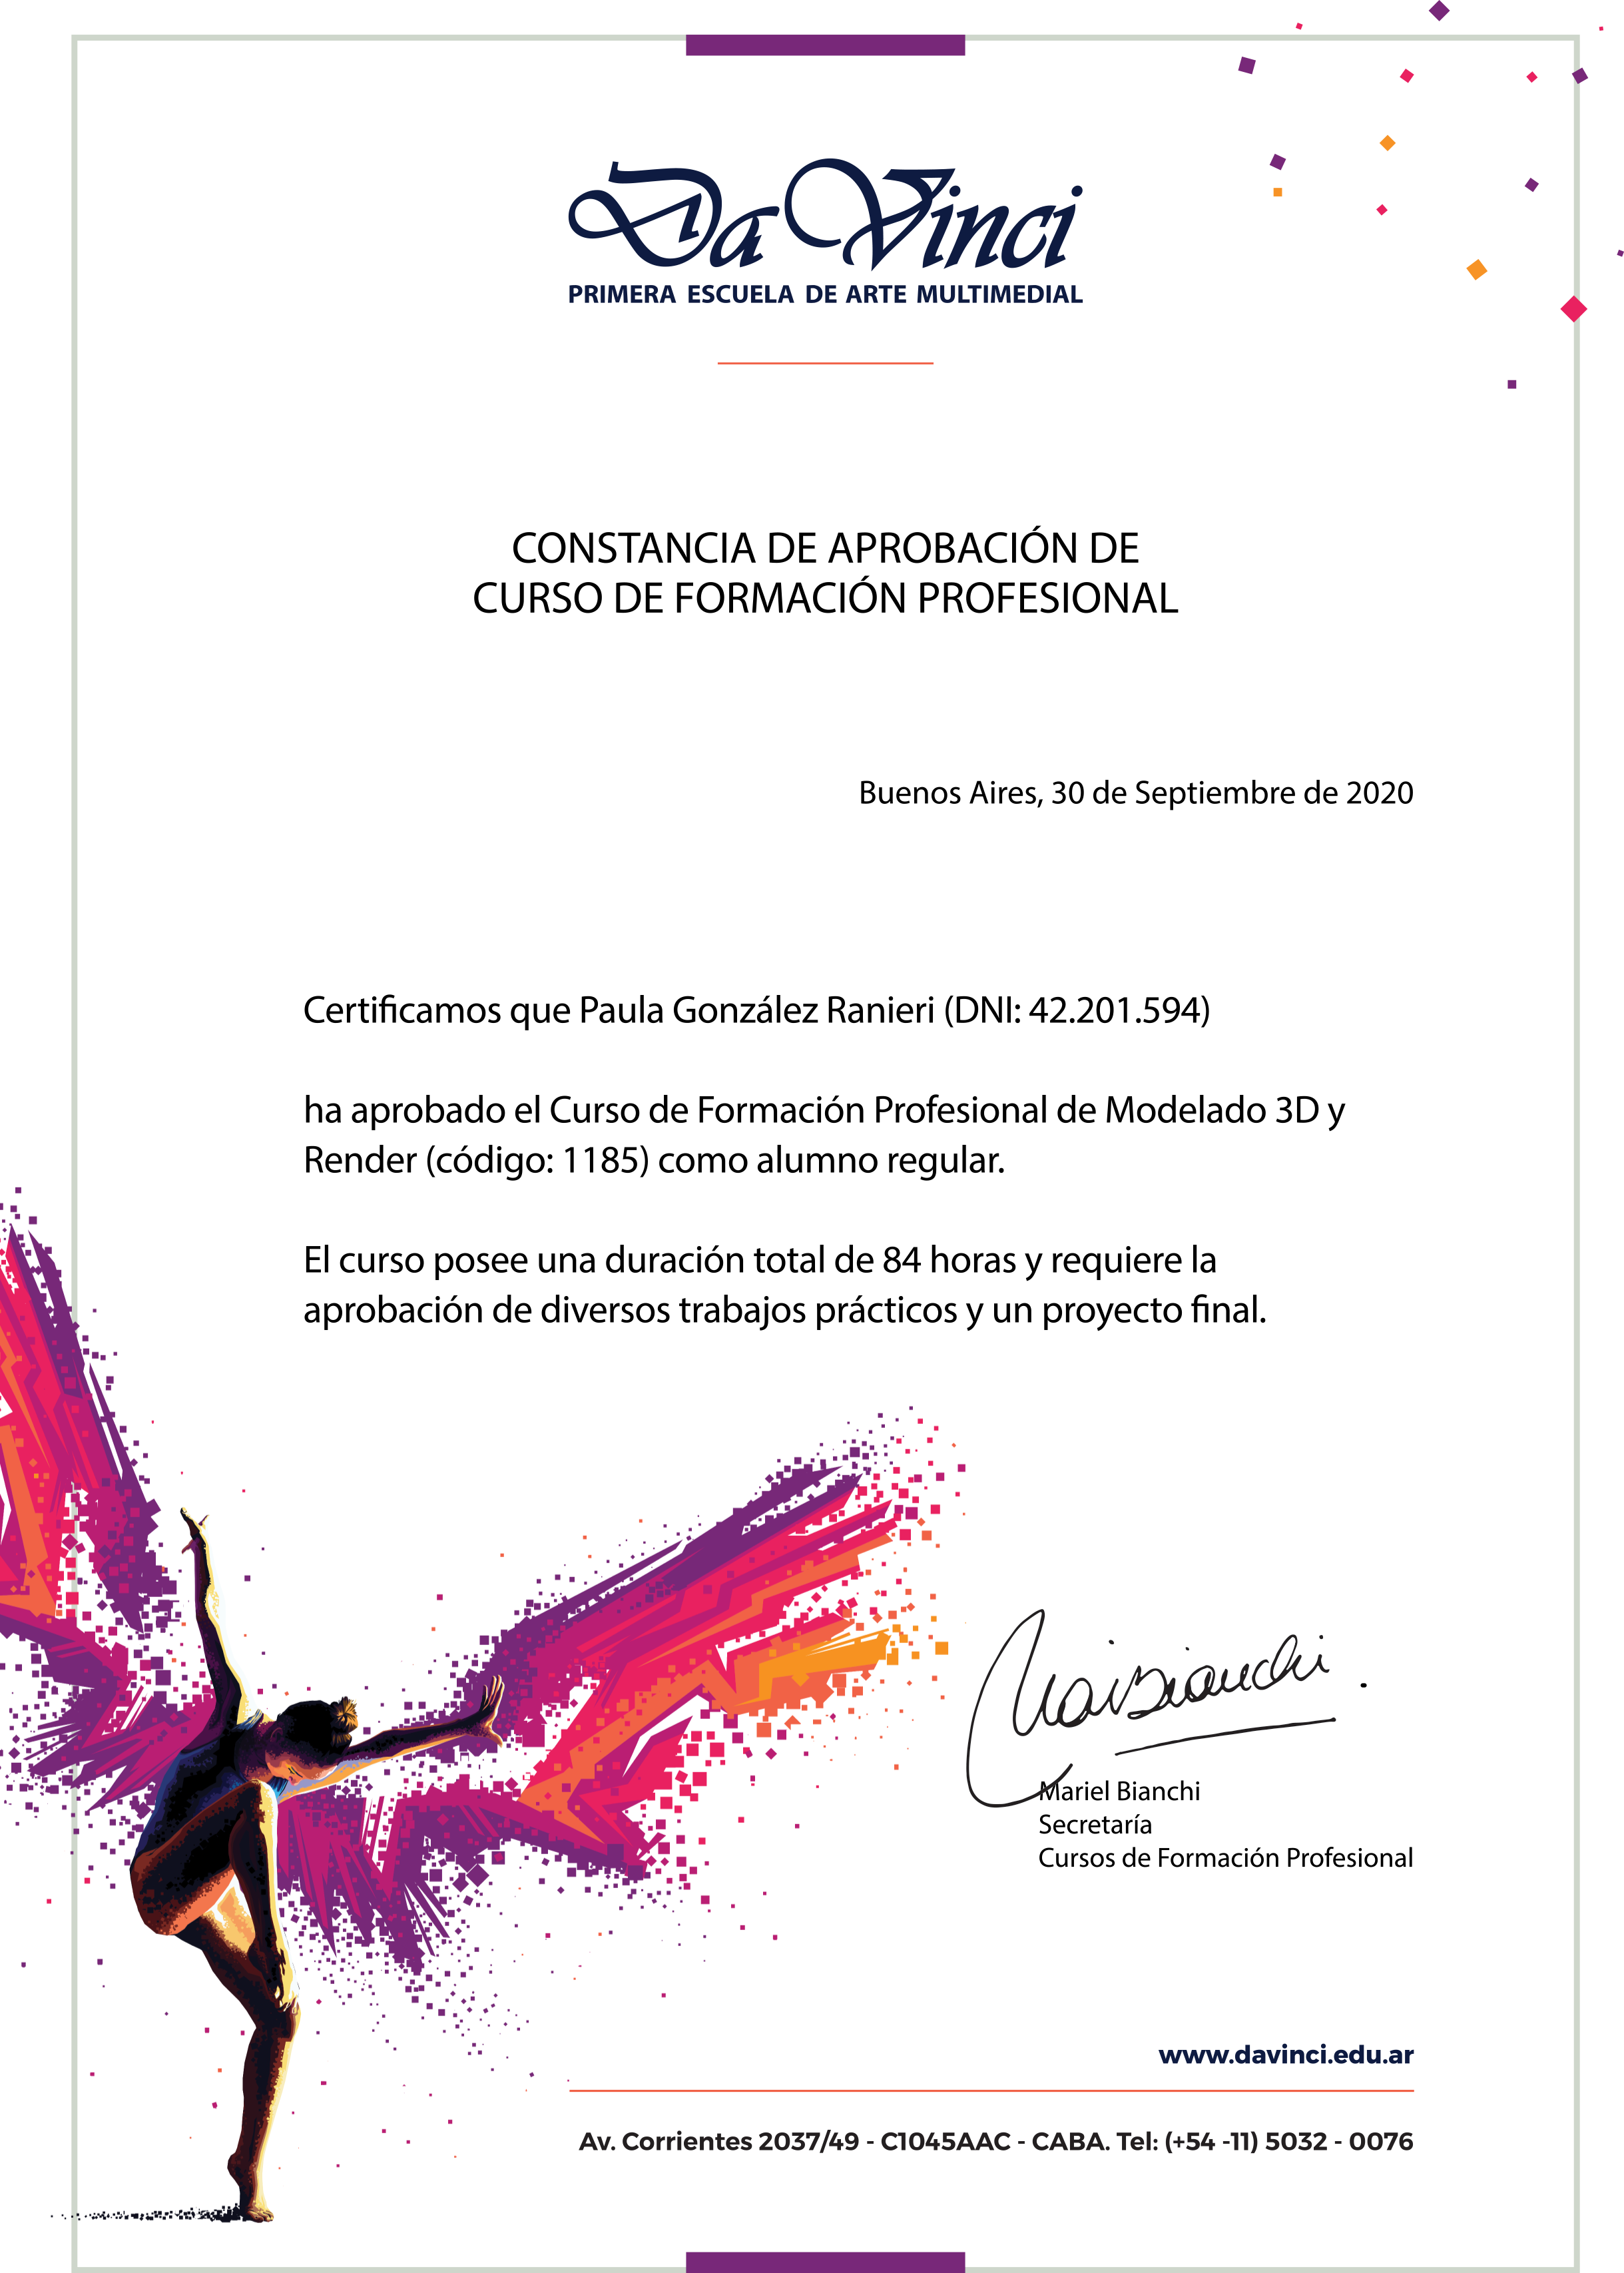 Da Vinci
PRIMERA ESCUELA DE ARTE MULTIMEDIAL
CONSTANCIA DE APROBACIÓN DE
CURSO DE FORMACIÓN PROFESIONAL
Buenos Aires, 30 de Septiembre de 2020
Certificamos que Paula González Ranieri (DNI: 42.201.594)
ha aprobado el Curso de Formación Profesional de Modelado 3D y
Render (código: 1185) como alumno regular.
El curso posee una duración total de 84 horas y requiere la
aprobación de diversos trabajos prácticos y un proyecto final.
MaiBianchi.
Mariel Bianchi
Secretaría
Cursos de Formación Profesional
www.davinci.edu.ar
Av. Corrientes 2037/49 - C1045AAC - CABA. Tel: (+54 -11) 5032 - 0076